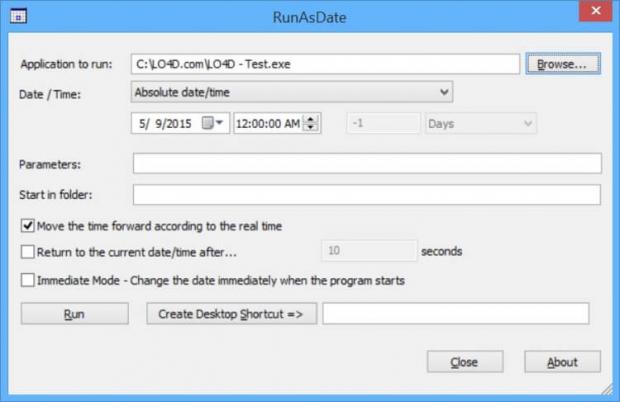 RunAsDate
Application to run: C:\LO4D.com\LO4D - Test.exe Browse...
Date / Time: Absolute date/time
5/ 9/2015 12:00:00 AM -1 Days
Parameters:
Start in folder:
Move the time forward according to the real time
Return to the current date/time after... 10 seconds
Immediate Mode - Change the date immediately when the program starts
Run Create Desktop Shortcut =>
Close About